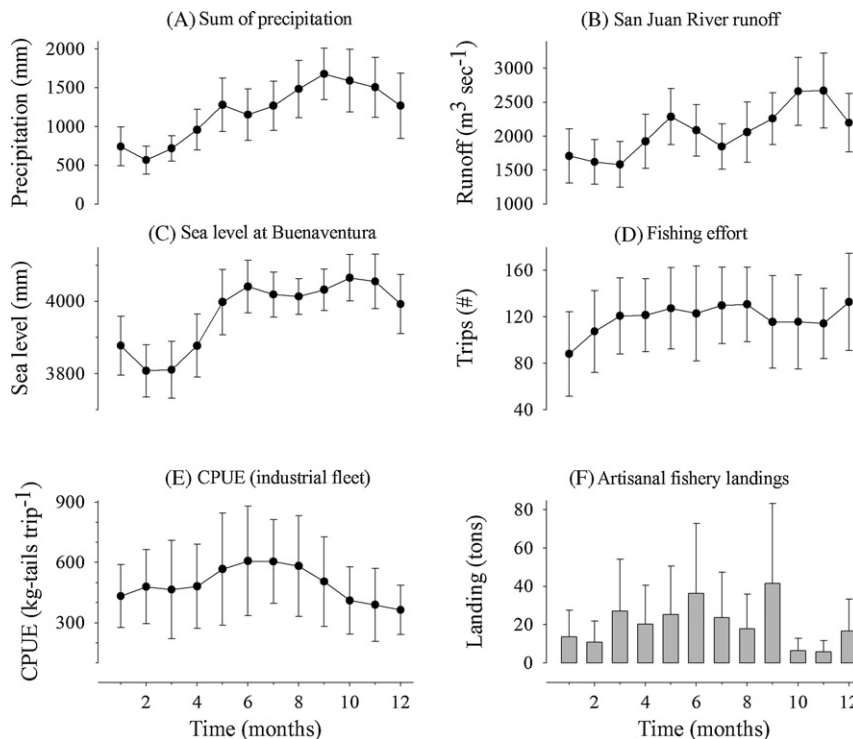 (A) Sum of precipitation
Precipitation (mm)
2000
1500
1000
500
0
(B) San Juan River runoff
Runoff (m³ sec⁻¹)
3000
2500
2000
1500
1000
(C) Sea level at Buenaventura
Sea level (mm)
4000
3800
(D) Fishing effort
Trips (#)
160
120
80
40
(E) CPUE (industrial fleet)
CPUE (kg-tails trip⁻¹)
900
600
300
2 4 6 8 10 12
Time (months)
(F) Artisanal fishery landings
Landing (tons)
80
60
40
20
0
2 4 6 8 10 12
Time (months)